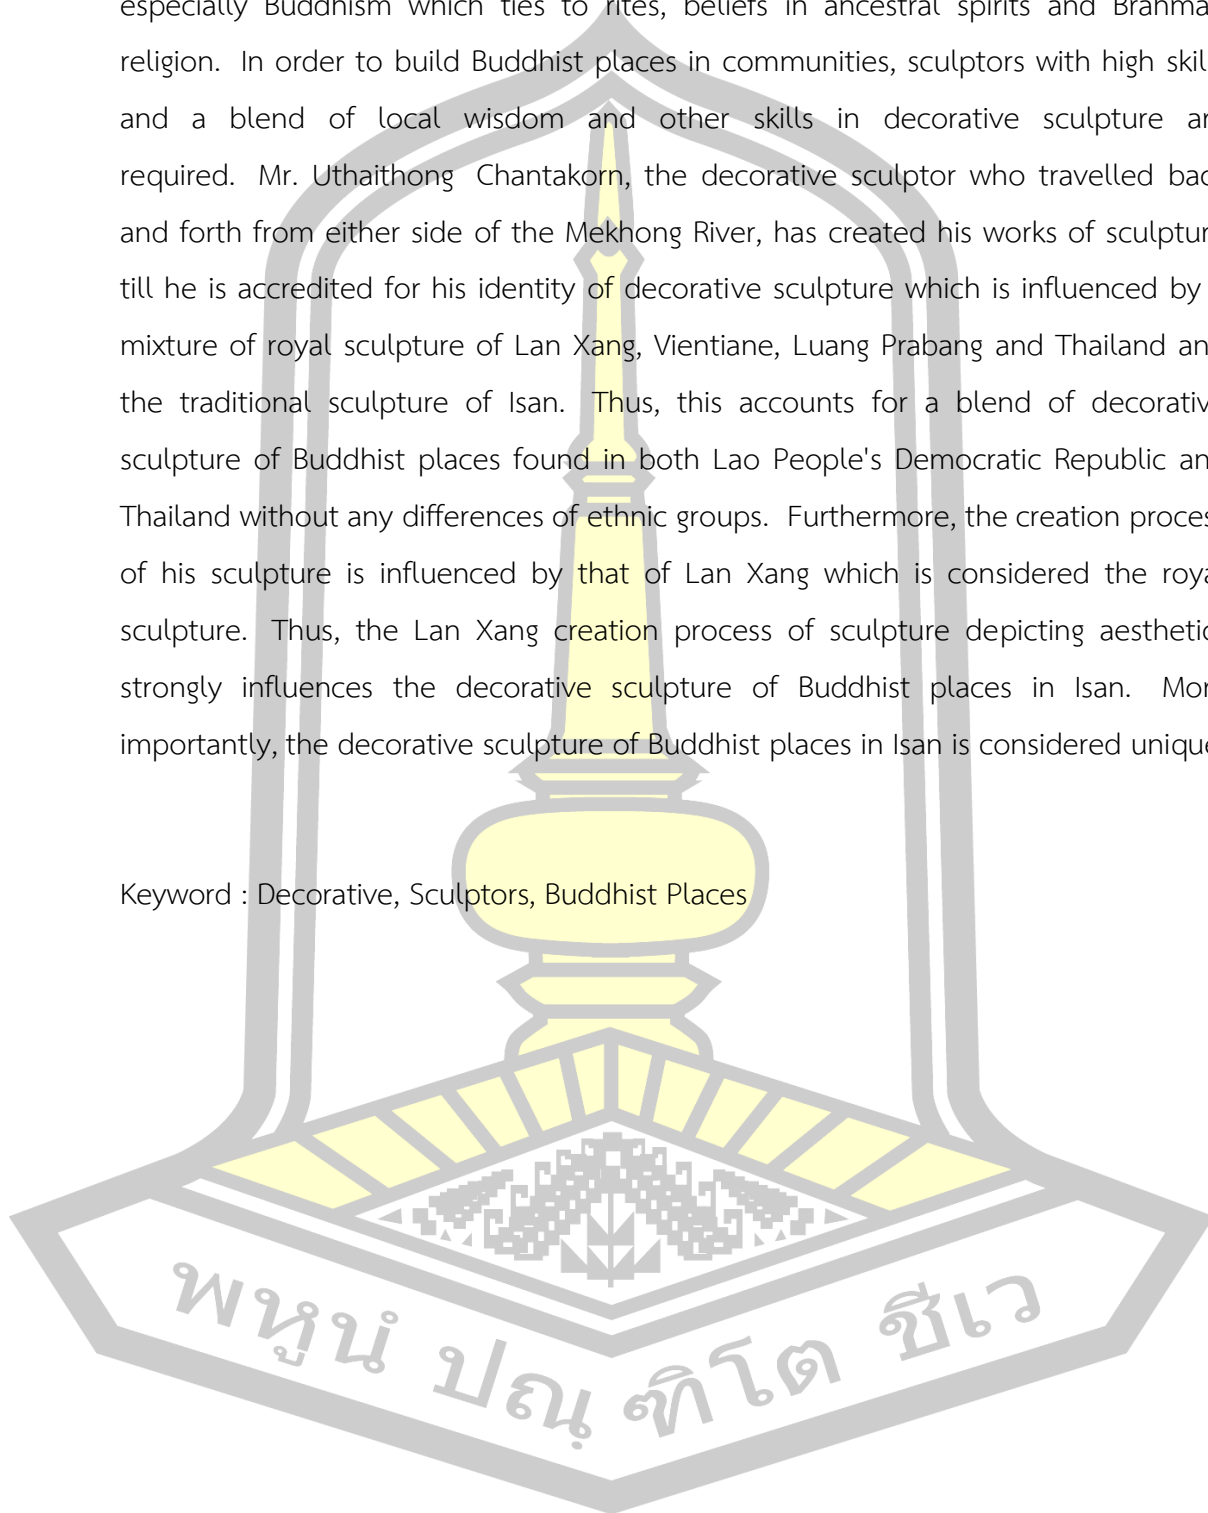 especially Buddhism which ties to rites, beliefs in ancestral spirits and Brahma
religion. In order to build Buddhist places in communities, sculptors with high skil
and a blend of local wisdom and other skills in decorative sculpture ar
required. Mr. Uthaithong Chantakorn, the decorative sculptor who travelled bac
and forth from either side of the Mekhong River, has created his works of sculptur
till he is accredited for his identity of decorative sculpture which is influenced by
mixture of royal sculpture of Lan Xang, Vientiane, Luang Prabang and Thailand an
the traditional sculpture of Isan. Thus, this accounts for a blend of decorativ
sculpture of Buddhist places found in both Lao People's Democratic Republic an
Thailand without any differences of ethnic groups. Furthermore, the creation proces
of his sculpture is influenced by that of Lan Xang which is considered the roya
sculpture. Thus, the Lan Xang creation process of sculpture depicting aesthetic
strongly influences the decorative sculpture of Buddhist places in Isan. Mor
importantly, the decorative sculpture of Buddhist places in Isan is considered unique
Keyword : Decorative, Sculptors, Buddhist Places
พหูนํ ปณฺฑิโต ชีเว